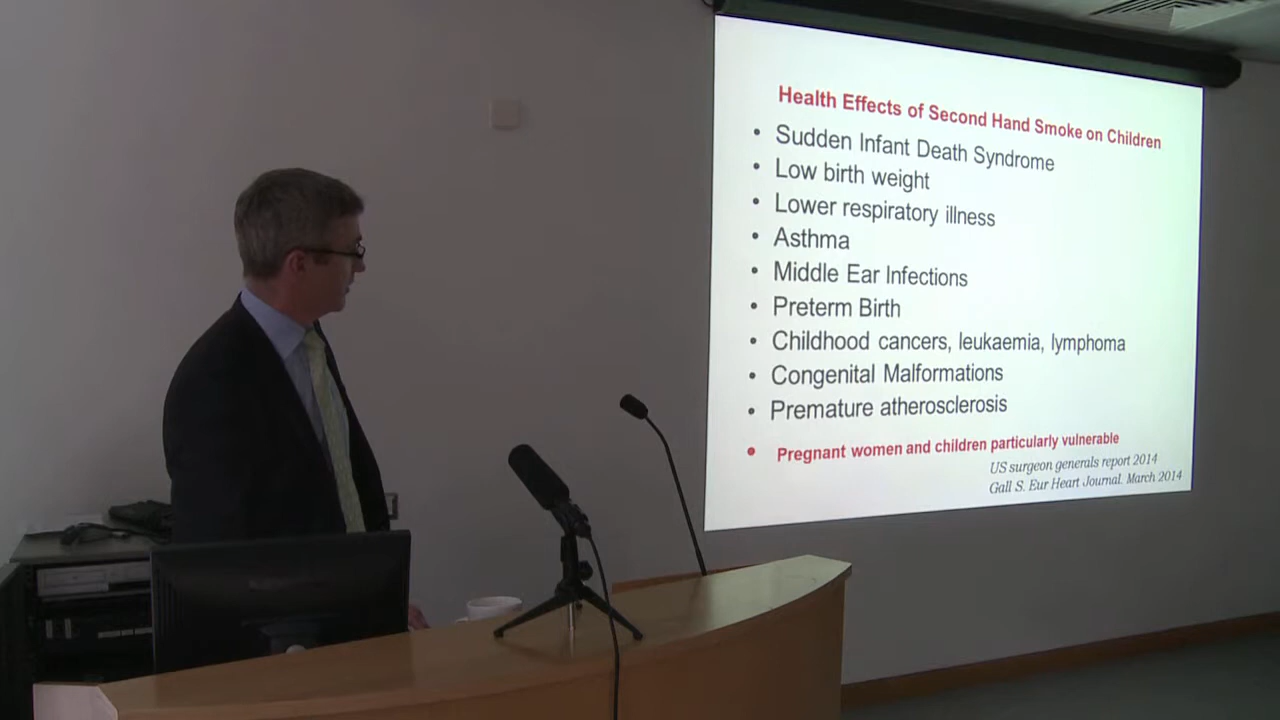 Health Effects of Second Hand Smoke on Children
• Sudden Infant Death Syndrome
• Low birth weight
• Lower respiratory illness
• Asthma
• Middle Ear Infections
• Preterm Birth
• Childhood cancers, leukaemia, lymphoma
• Congenital Malformations
• Premature atherosclerosis
• Pregnant women and children particularly vulnerable
US surgeon generals report 2014
Gall S. Eur Heart Journal. March 2014